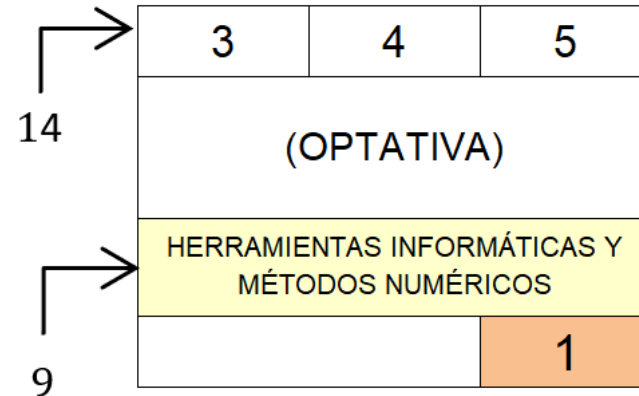 3 4 5
14
(OPTATIVA)
HERRAMIENTAS INFORMÁTICAS Y
MÉTODOS NUMÉRICOS
1
9